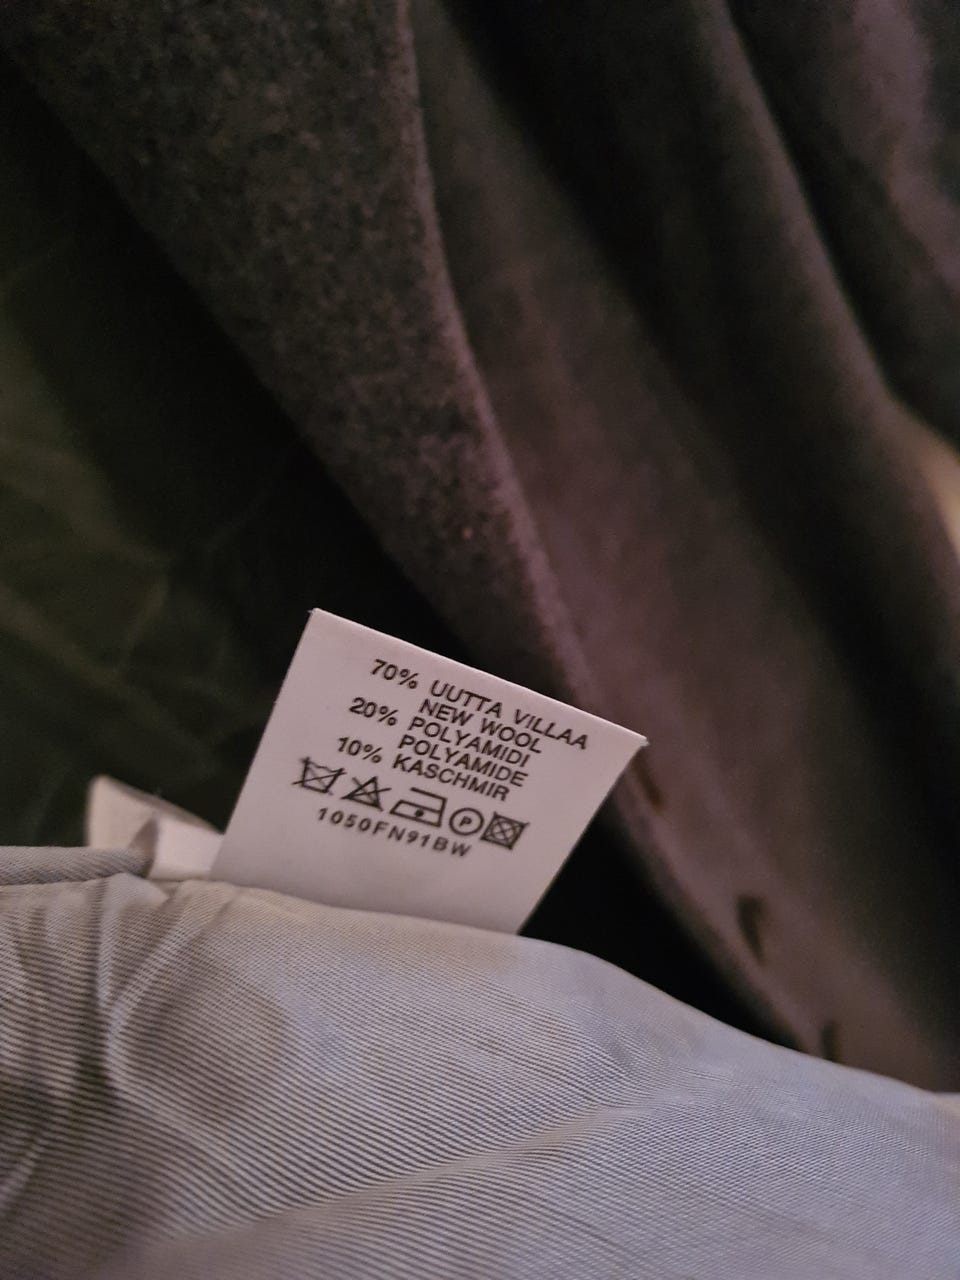 70% UUTTA VILLAA
NEW WOOL
20% POLYAMIDI
POLYAMIDE
10% KASCHMIR
P
1050FN91BW